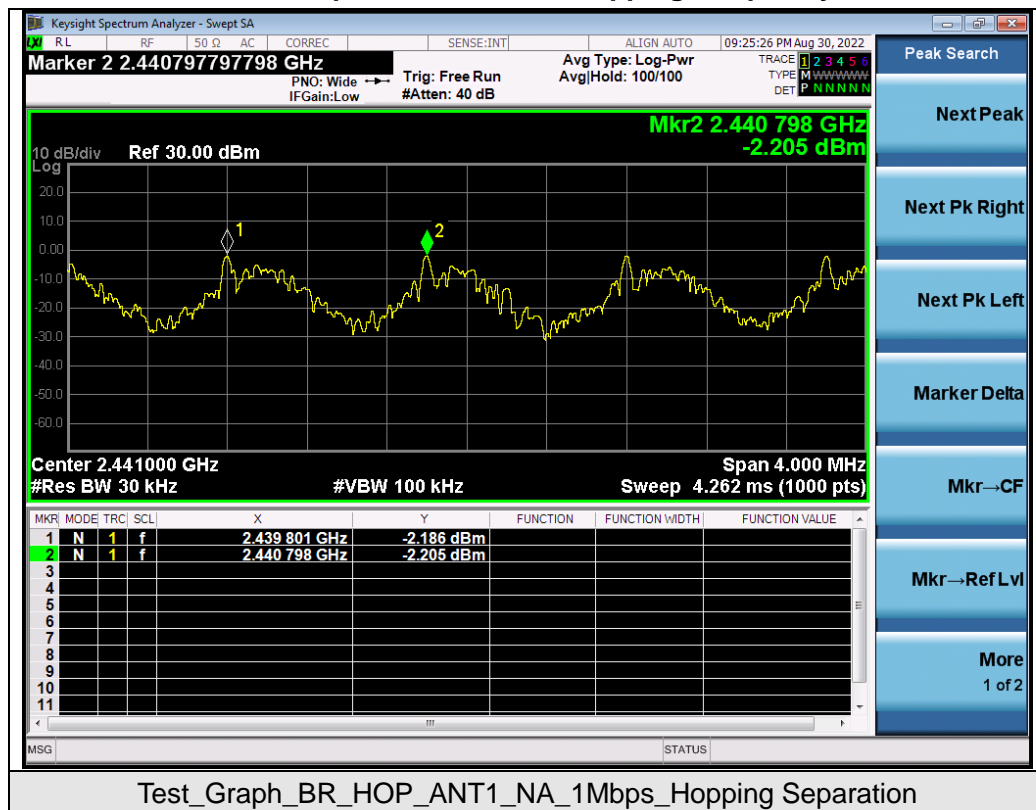 Keysight Spectrum Analyzer - Swept SA
LXI RL RF 50 Ω AC CORREC SENSE:INT ALIGN AUTO 09:25:26 PM Aug 30, 2022
Marker 2 2.440797797798 GHz
PNO: Wide
IFGain:Low
Trig: Free Run
#Atten: 40 dB
Avg Type: Log-Pwr
Avg|Hold: 100/100
TRACE 1 2 3 4 5 6
TYPE M WWWWW
DET P N N N N N
Peak Search
Next Peak
Next Pk Right
Next Pk Left
Marker Delta
Mkr→CF
Mkr→Ref Lvl
More
1 of 2
Mkr2 2.440 798 GHz
-2.205 dBm
10 dB/div Ref 30.00 dBm
Log
20.0
10.0
0.00
-10.0
-20.0
-30.0
-40.0
-50.0
-60.0
1
2
Center 2.441000 GHz Span 4.000 MHz
#Res BW 30 kHz #VBW 100 kHz Sweep 4.262 ms (1000 pts)
MKR MODE TRC SCL X Y FUNCTION FUNCTION WIDTH FUNCTION VALUE
1 N 1 f 2.439 801 GHz -2.186 dBm
2 N 1 f 2.440 798 GHz -2.205 dBm
3
4
5
6
7
8
9
10
11
MSG STATUS
Test_Graph_BR_HOP_ANT1_NA_1Mbps_Hopping Separation